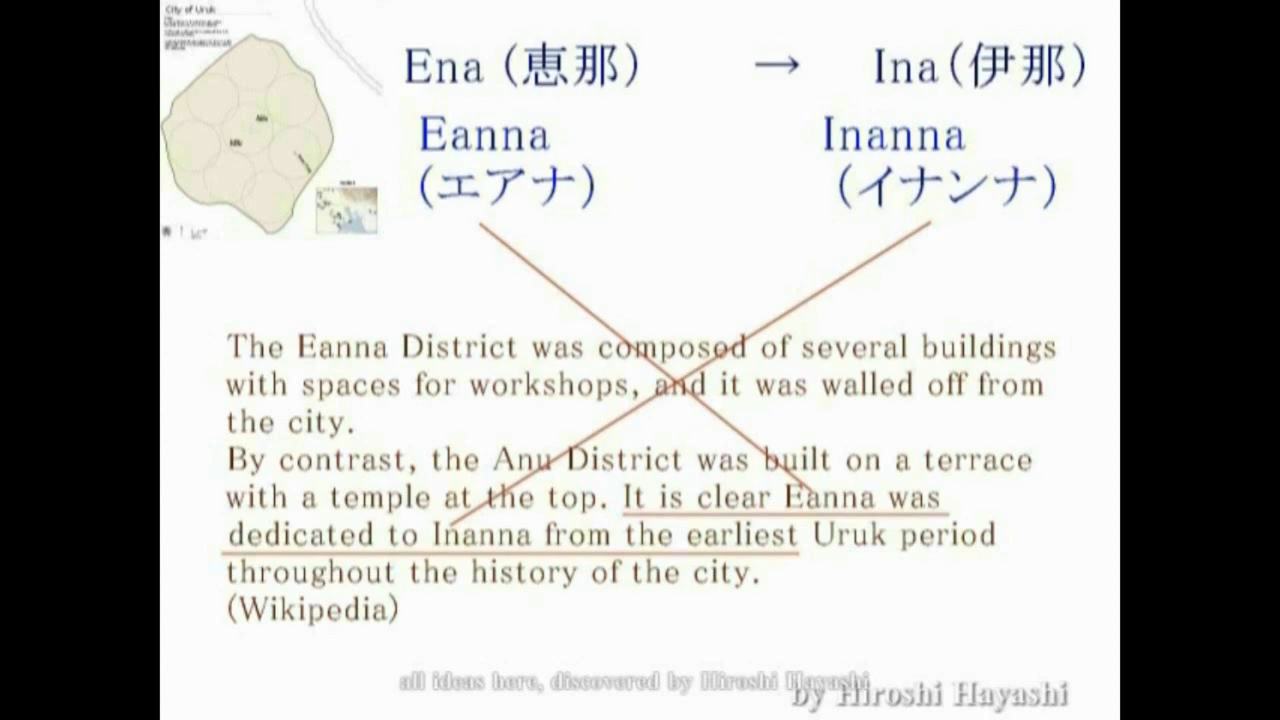 City of Uruk
Ena (恵那) → Ina (伊那)
Eanna Inanna
(エアナ) (イナンナ)
The Eanna District was composed of several buildings
with spaces for workshops, and it was walled off from
the city.
By contrast, the Anu District was built on a terrace
with a temple at the top. It is clear Eanna was
dedicated to Inanna from the earliest Uruk period
throughout the history of the city.
(Wikipedia)
all ideas here, discovered by Hiroshi Hayashi
by Hiroshi Hayashi